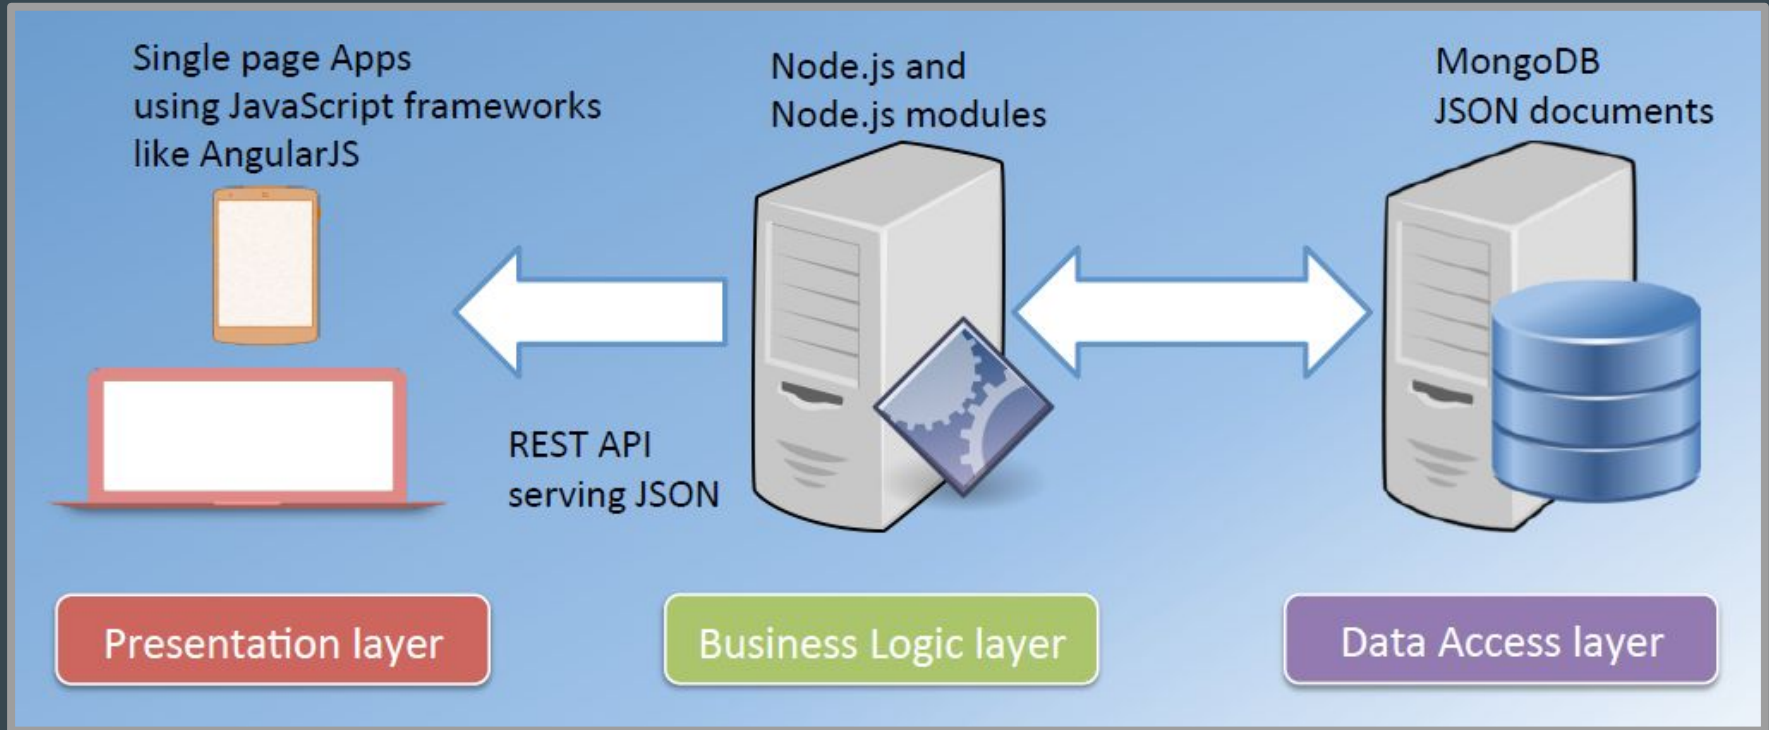 Single page Apps
using JavaScript frameworks
like AngularJS
Node.js and
Node.js modules
MongoDB
JSON documents
REST API
serving JSON
Presentation layer
Business Logic layer
Data Access layer